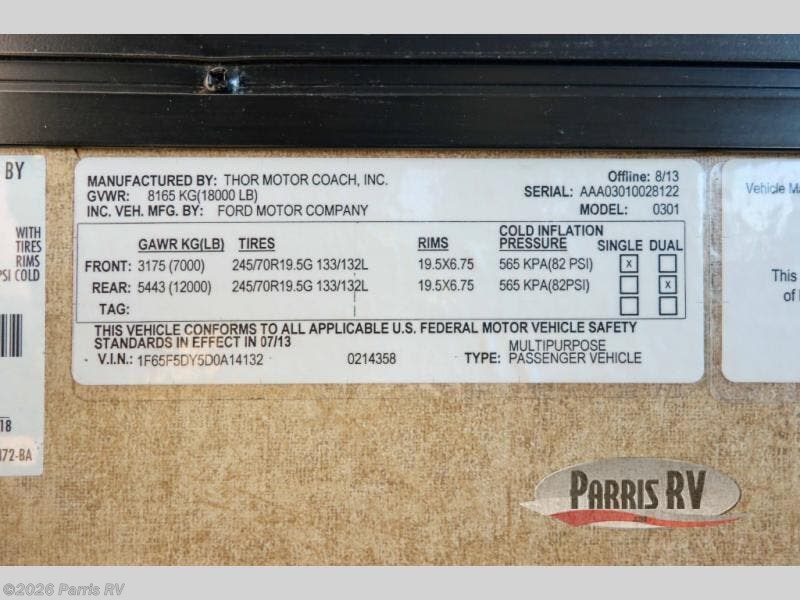 BY
WITH
TIRES
RIMS
PSI COLD
18
472-BA
MANUFACTURED BY: THOR MOTOR COACH, INC. Offline: 8/13
GVWR: 8165 KG(18000 LB) SERIAL: AAA03010028122
INC. VEH. MFG. BY: FORD MOTOR COMPANY MODEL: 0301
GAWR KG(LB) TIRES RIMS COLD INFLATION PRESSURE SINGLE DUAL
FRONT: 3175 (7000) 245/70R19.5G 133/132L 19.5X6.75 565 KPA(82 PSI) X
REAR: 5443 (12000) 245/70R19.5G 133/132L 19.5X6.75 565 KPA(82PSI) X
TAG:
THIS VEHICLE CONFORMS TO ALL APPLICABLE U.S. FEDERAL MOTOR VEHICLE SAFETY
STANDARDS IN EFFECT IN 07/13
V.I.N.: 1F65F5DY5D0A14132 0214358 TYPE: MULTIPURPOSE PASSENGER VEHICLE
Vehicle Ma
This
of
PARRIS RV
©2026 Parris RV